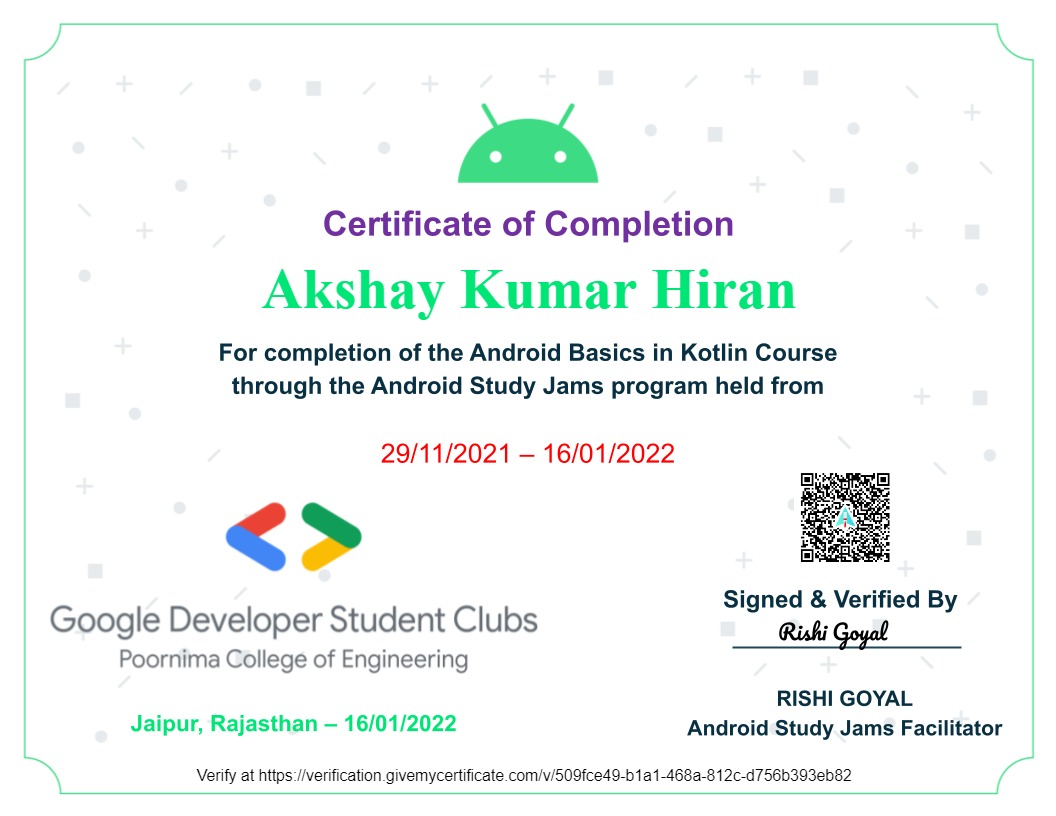 Certificate of Completion
Akshay Kumar Hiran
For completion of the Android Basics in Kotlin Course
through the Android Study Jams program held from
29/11/2021 – 16/01/2022
Google Developer Student Clubs
Poornima College of Engineering
Jaipur, Rajasthan – 16/01/2022
Signed & Verified By
Rishi Goyal
RISHI GOYAL
Android Study Jams Facilitator
Verify at https://verification.givemycertificate.com/v/509fce49-b1a1-468a-812c-d756b393eb82